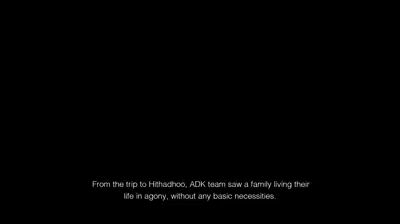 From the trip to Hithadhoo, ADK team saw a family living their
life in agony, without any basic necessities.